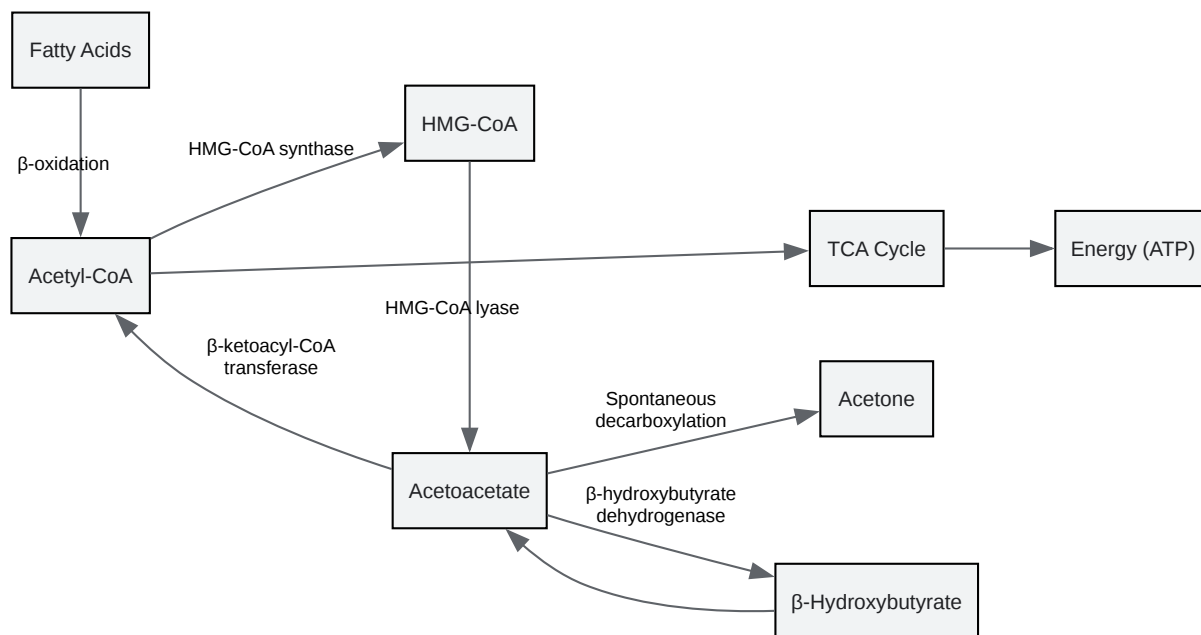 Fatty Acids
HMG-CoA
HMG-CoA synthase
β-oxidation
TCA Cycle
Energy (ATP)
Acetyl-CoA
HMG-CoA lyase
β-ketoacyl-CoA
transferase
Spontaneous
decarboxylation
Acetone
Acetoacetate
β-hydroxybutyrate
dehydrogenase
β-Hydroxybutyrate